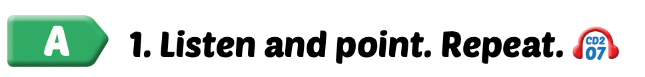 A 1. Listen and point. Repeat. CD2 07